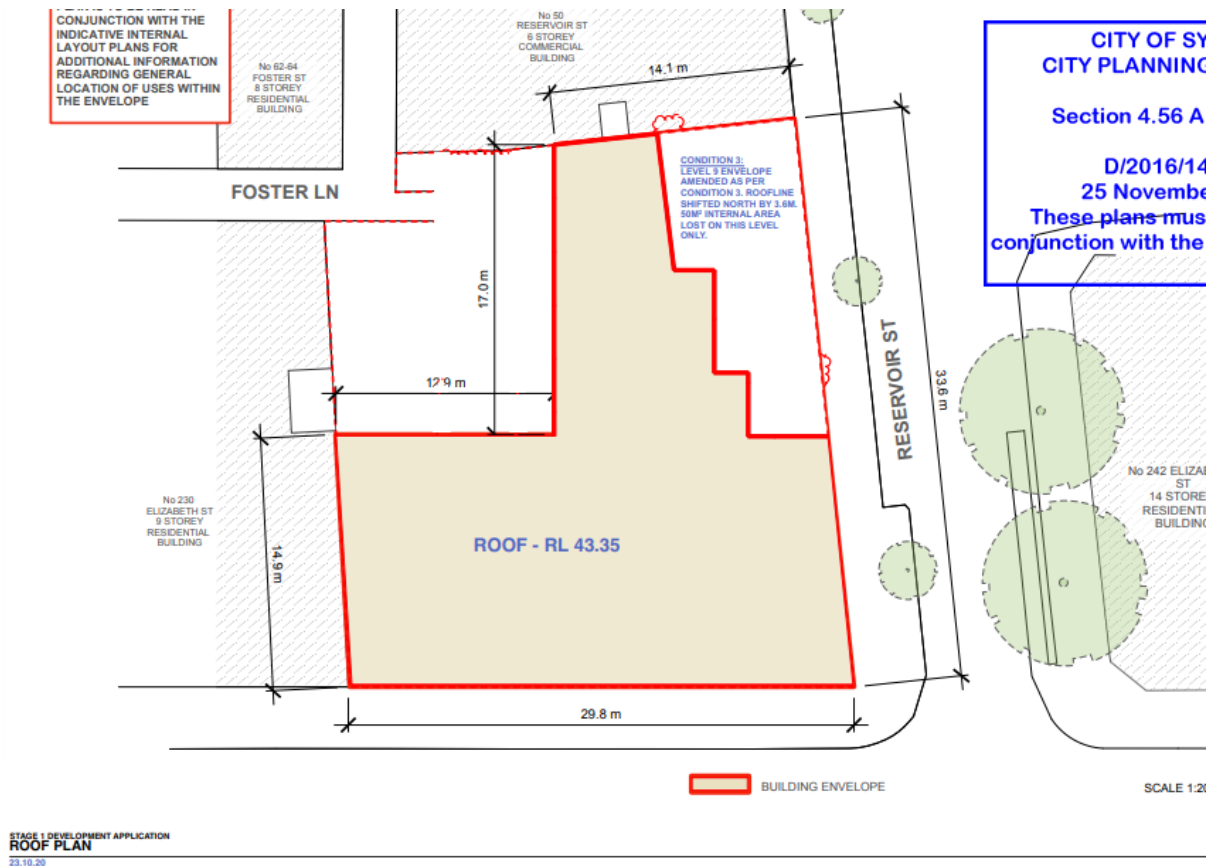 CONJUNCTION WITH THE
INDICATIVE INTERNAL
LAYOUT PLANS FOR
ADDITIONAL INFORMATION
REGARDING GENERAL
LOCATION OF USES WITHIN
THE ENVELOPE
No 62-64
FOSTER ST
8 STOREY
RESIDENTIAL
BUILDING
No 50
RESERVOIR ST
6 STOREY
COMMERCIAL
BUILDING
14.1 m
CITY OF SY
CITY PLANNING
Section 4.56 A
D/2016/14
25 Novembe
These plans mus
conjunction with the
FOSTER LN
CONDITION 3:
LEVEL 9 ENVELOPE
AMENDED AS PER
CONDITION 3. ROOFLINE
SHIFTED NORTH BY 3.6M.
50M² INTERNAL AREA
LOST ON THIS LEVEL
ONLY.
17.0 m
12.9 m
RESERVOIR ST
33.6 m
No 230
ELIZABETH ST
9 STOREY
RESIDENTIAL
BUILDING
14.9 m
ROOF - RL 43.35
No 242 ELIZABE
ST
14 STORE
RESIDENTI
BUILDING
29.8 m
BUILDING ENVELOPE
SCALE 1:20
STAGE 1 DEVELOPMENT APPLICATION
ROOF PLAN
23.10.20